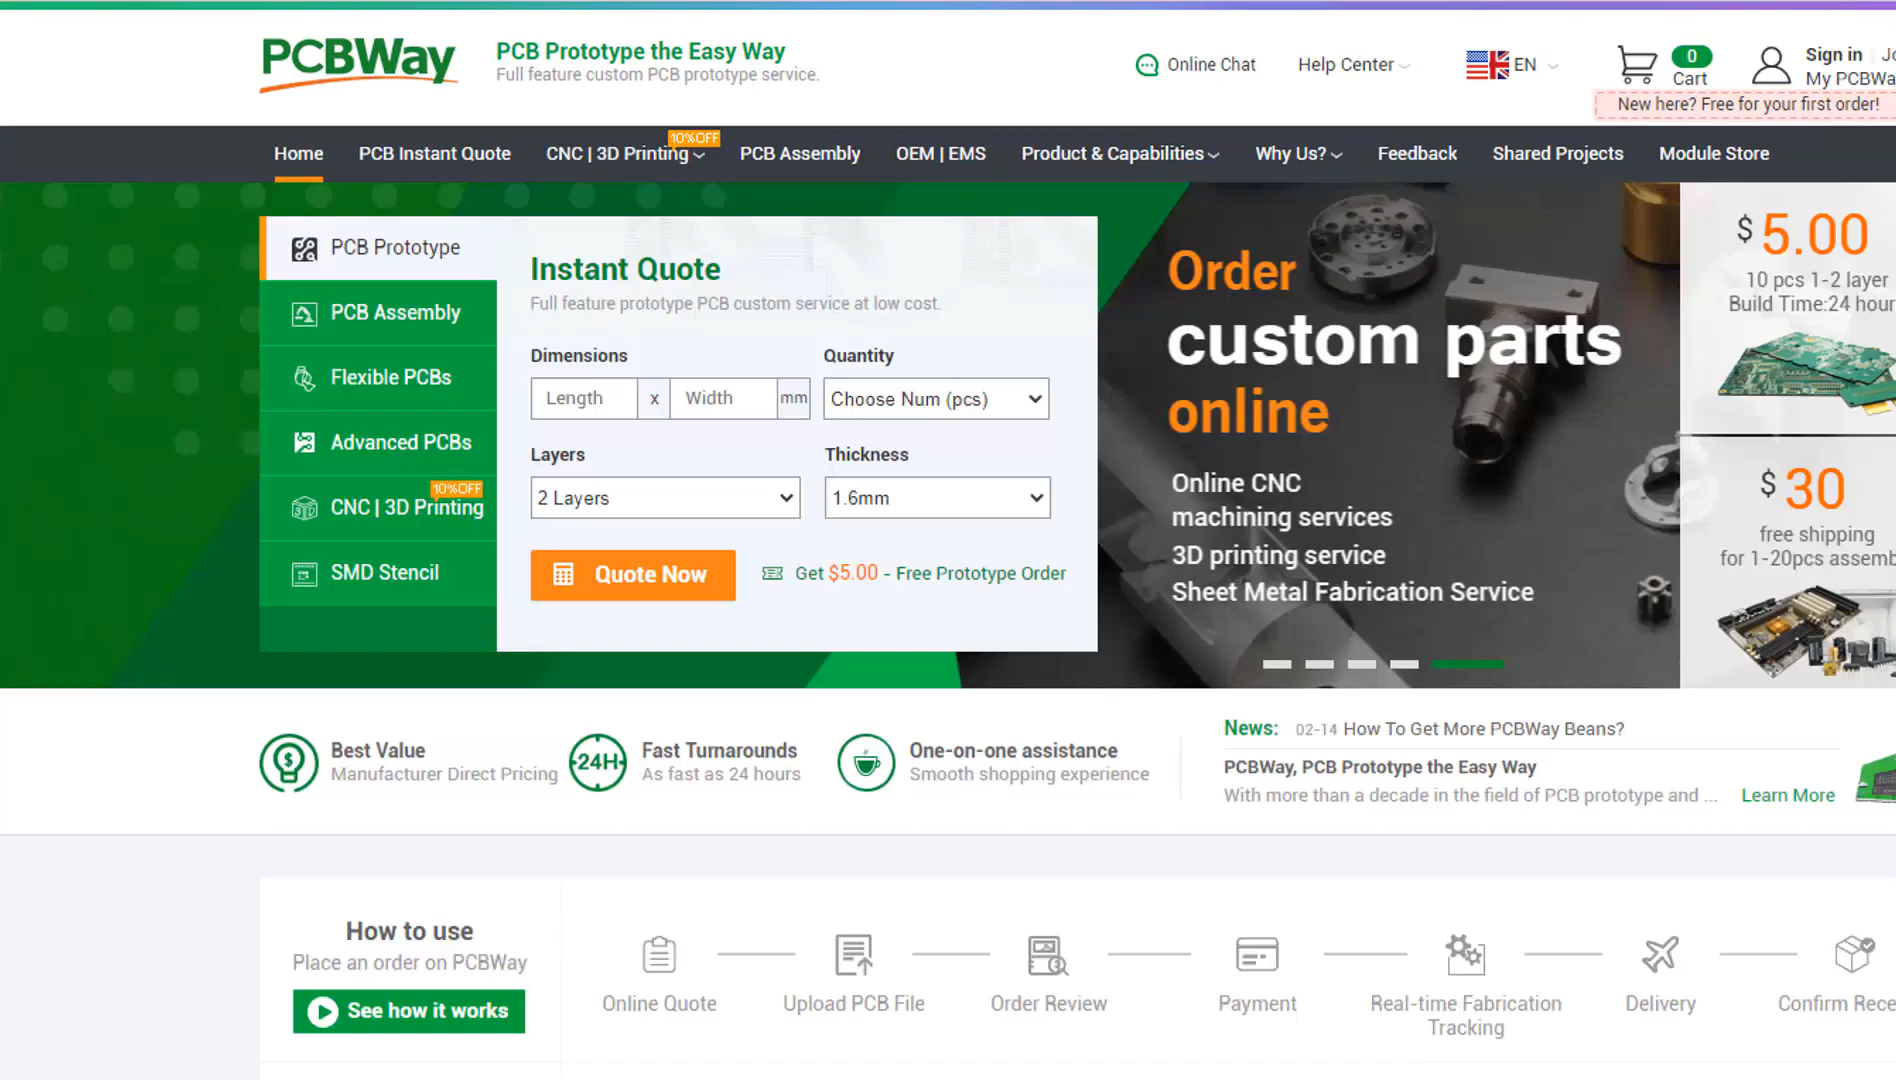 PCBWay
PCB Prototype the Easy Way
Full feature custom PCB prototype service.
Online Chat
Help Center
EN
0
Cart
Sign in
My PCBWa
New here? Free for your first order!
Home
PCB Instant Quote
CNC | 3D Printing
10%OFF
PCB Assembly
OEM | EMS
Product & Capabilities
Why Us?
Feedback
Shared Projects
Module Store
PCB Prototype
PCB Assembly
Flexible PCBs
Advanced PCBs
10%OFF
CNC | 3D Printing
SMD Stencil
Instant Quote
Full feature prototype PCB custom service at low cost.
Dimensions
Quantity
Length x Width mm
Choose Num (pcs)
Layers
Thickness
2 Layers
1.6mm
Quote Now
Get $5.00 - Free Prototype Order
Order
custom parts
online
Online CNC
machining services
3D printing service
Sheet Metal Fabrication Service
$ 5.00
10 pcs 1-2 layer
Build Time:24 hour
$ 30
free shipping
for 1-20pcs assemb
Best Value
Manufacturer Direct Pricing
24H
Fast Turnarounds
As fast as 24 hours
One-on-one assistance
Smooth shopping experience
News: 02-14 How To Get More PCBWay Beans?
PCBWay, PCB Prototype the Easy Way
With more than a decade in the field of PCB prototype and ... Learn More
How to use
Place an order on PCBWay
See how it works
Online Quote
Upload PCB File
Order Review
Payment
Real-time Fabrication
Tracking
Delivery
Confirm Rece